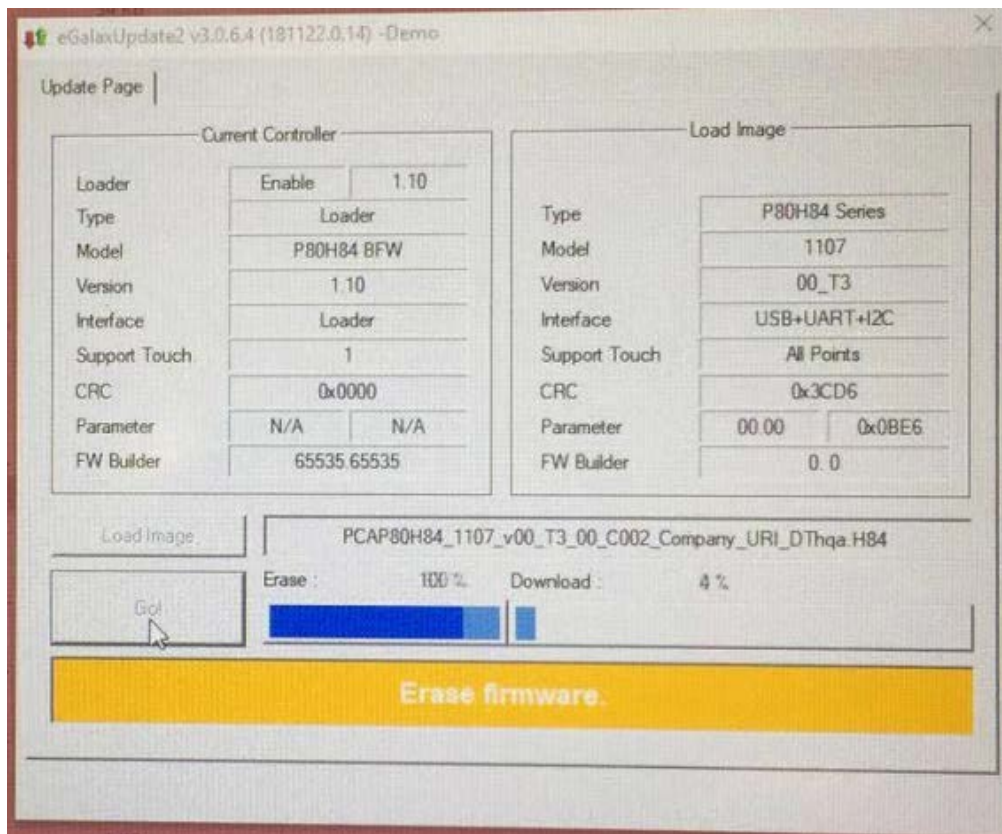 eGalaxUpdate2 v3.0.6.4 (181122.0.14) -Demo
Update Page
Current Controller
Loader Enable 1.10
Type Loader
Model P80H84 BFW
Version 1.10
Interface Loader
Support Touch 1
CRC 0x0000
Parameter N/A N/A
FW Builder 65535.65535
Load Image
Type P80H84 Series
Model 1107
Version 00_T3
Interface USB+UART+I2C
Support Touch All Points
CRC 0x3CD6
Parameter 00.00 0x0BE6
FW Builder 0. 0
Load Image PCAP80H84_1107_v00_T3_00_C002_Company_URI_DThqa.H84
Go! Erase : 100 % Download : 4 %
Erase firmware.